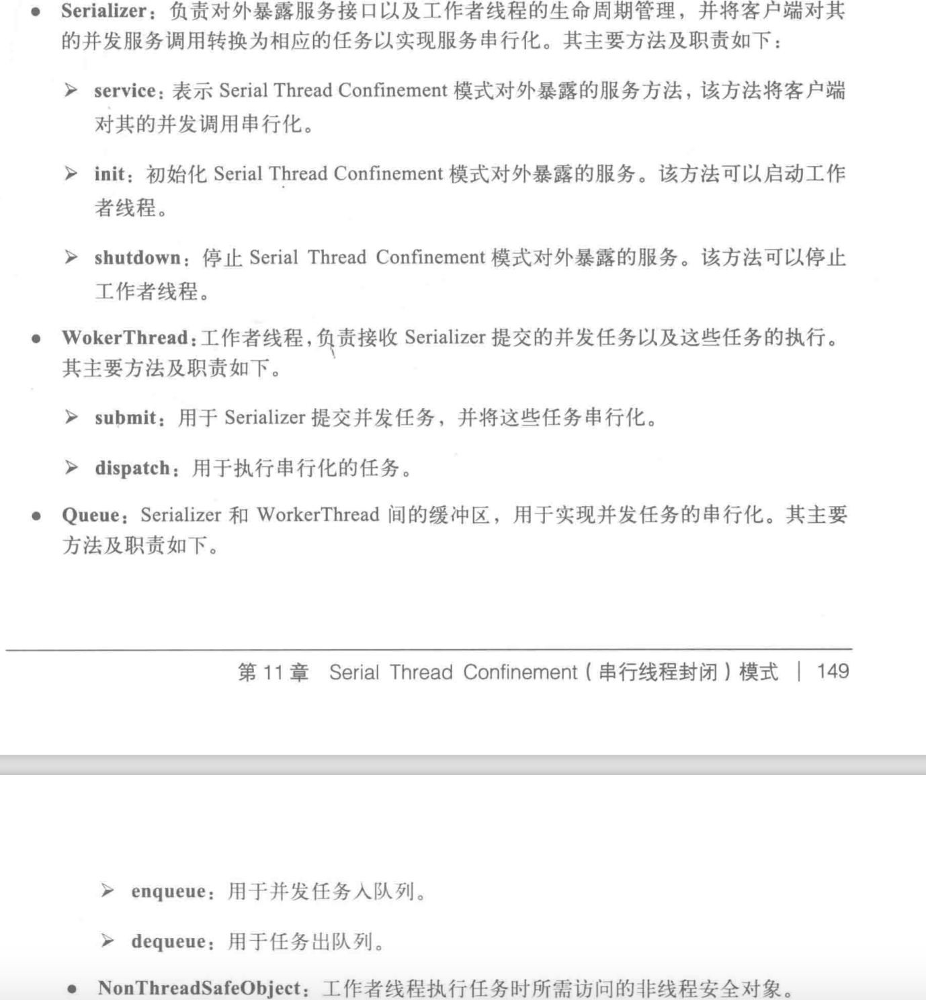 ● Serializer：负责对外暴露服务接口以及工作者线程的生命周期管理，并将客户端对其
的并发服务调用转换为相应的任务以实现服务串行化。其主要方法及职责如下：
➢ service：表示 Serial Thread Confinement 模式对外暴露的服务方法，该方法将客户端
对其的并发调用串行化。
➢ init：初始化 Serial Thread Confinement 模式对外暴露的服务。该方法可以启动工作
者线程。
➢ shutdown：停止 Serial Thread Confinement 模式对外暴露的服务。该方法可以停止
工作者线程。
● WokerThread：工作者线程，负责接收 Serializer 提交的并发任务以及这些任务的执行。
其主要方法及职责如下。
➢ submit：用于 Serializer 提交并发任务，并将这些任务串行化。
➢ dispatch：用于执行串行化的任务。
● Queue：Serializer 和 WorkerThread 间的缓冲区，用于实现并发任务的串行化。其主要
方法及职责如下。
第 11 章 Serial Thread Confinement（串行线程封闭）模式 | 149
➢ enqueue：用于并发任务入队列。
➢ dequeue：用于任务出队列。
● NonThreadSafeObject：工作者线程执行任务时所需访问的非线程安全对象。